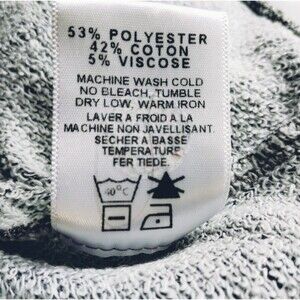 53% POLYESTER
42% COTON
5% VISCOSE
MACHINE WASH COLD
NO BLEACH, TUMBLE
DRY LOW, WARM IRON
LAVER A FROID A LA
MACHINE NON JAVELLISANT.
SECHER A BASSE
TEMPERATURE,
FER TIEDE.
40°C